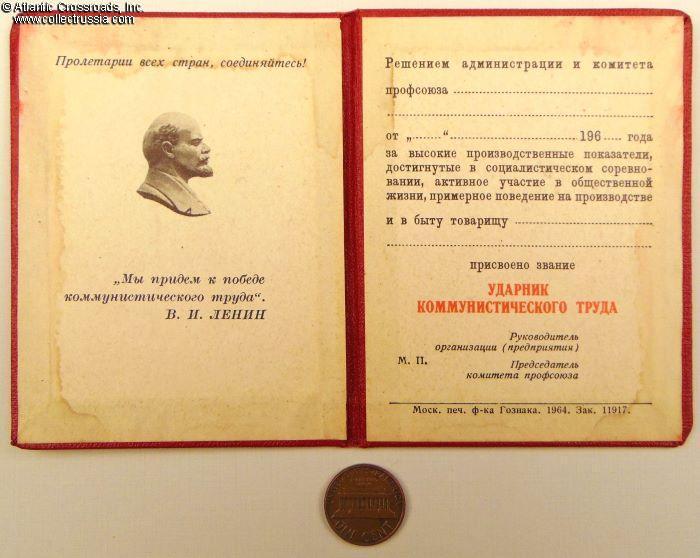 © Atlantic Crossroads, Inc.
www.collectrussia.com
Пролетарии всех стран, соединяйтесь!
„Мы придем к победе
коммунистического труда“.
В. И. ЛЕНИН
Решением администрации и комитета
профсоюза
от „ “ 196 года
за высокие производственные показатели,
достигнутые в социалистическом соревно-
вании, активное участие в общественной
жизни, примерное поведение на производстве
и в быту товарищу
присвоено звание
УДАРНИК
КОММУНИСТИЧЕСКОГО ТРУДА
Руководитель
организации (предприятия)
М. П.
Председатель
комитета профсоюза
Моск. печ. ф-ка Гознака. 1964. Зак. 11917.
ONE CENT